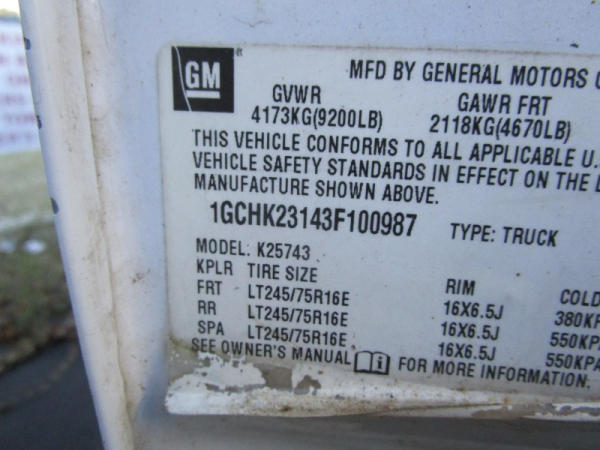 GM
MFD BY GENERAL MOTORS
GVWR GAWR FRT
4173KG(9200LB) 2118KG(4670LB)
THIS VEHICLE CONFORMS TO ALL APPLICABLE U.
VEHICLE SAFETY STANDARDS IN EFFECT ON THE
MANUFACTURE SHOWN ABOVE.
1GCHK23143F100987 TYPE: TRUCK
MODEL: K25743
KPLR TIRE SIZE RIM COLD
FRT LT245/75R16E 16X6.5J 380KP
RR LT245/75R16E 16X6.5J 550KP
SPA LT245/75R16E 16X6.5J 550KPA
SEE OWNER'S MANUAL FOR MORE INFORMATION.